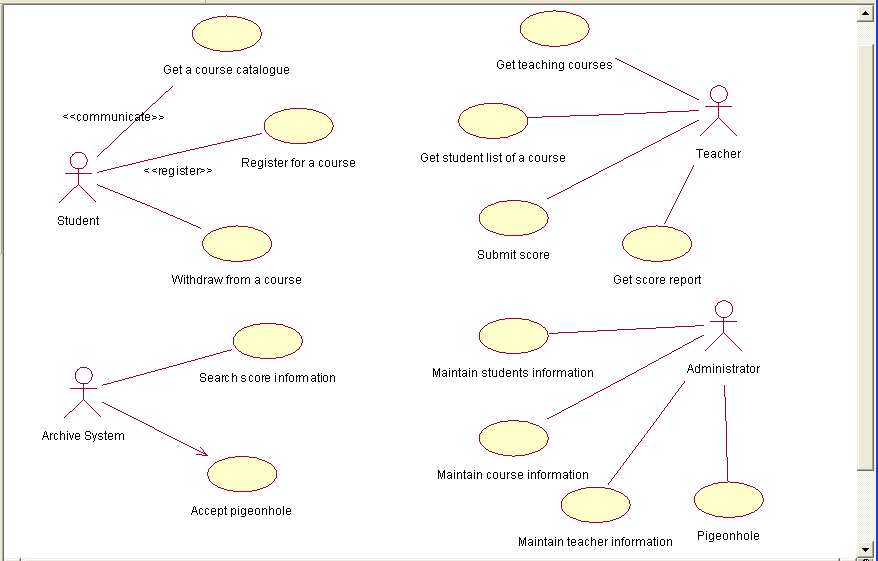 Get a course catalogue
<<communicate>>
Register for a course
<<register>>
Student
Withdraw from a course
Get teaching courses
Get student list of a course
Teacher
Submit score
Get score report
Search score information
Archive System
Accept pigeonhole
Maintain students information
Administrator
Maintain course information
Maintain teacher information
Pigeonhole